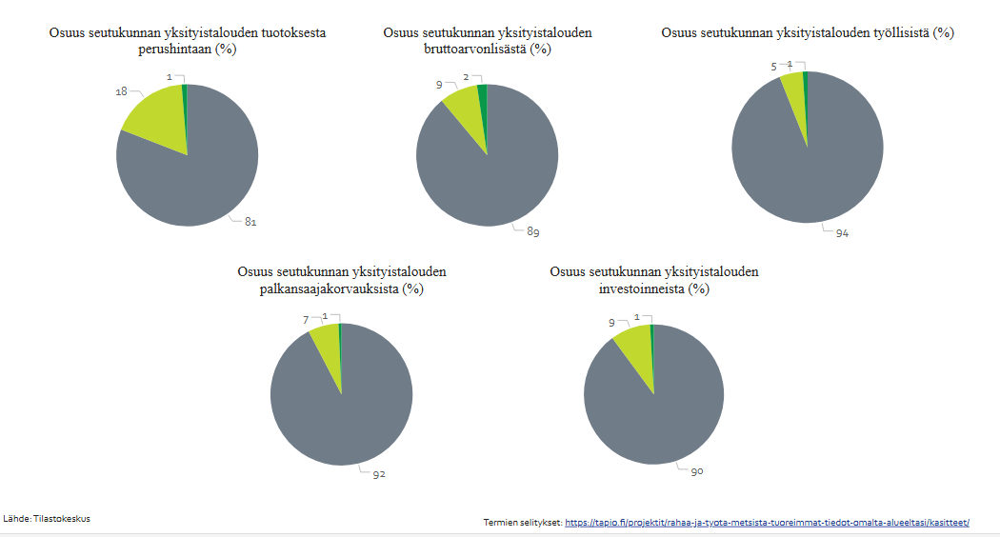 Osuus seutukunnan yksityistalouden tuotoksesta
perushintaan (%)
1
18
81
Osuus seutukunnan yksityistalouden
bruttoarvonlisästä (%)
2
9
89
Osuus seutukunnan yksityistalouden työllisistä (%)
5
1
94
Osuus seutukunnan yksityistalouden
palkansaajakorvauksista (%)
7
1
92
Osuus seutukunnan yksityistalouden
investoinneista (%)
9
1
90
Lähde: Tilastokeskus
Termien selitykset: https://tapio.fi/projektit/rahaa-ja-tyota-metsista-tuoreimmat-tiedot-omalta-alueeltasi/kasitteet/